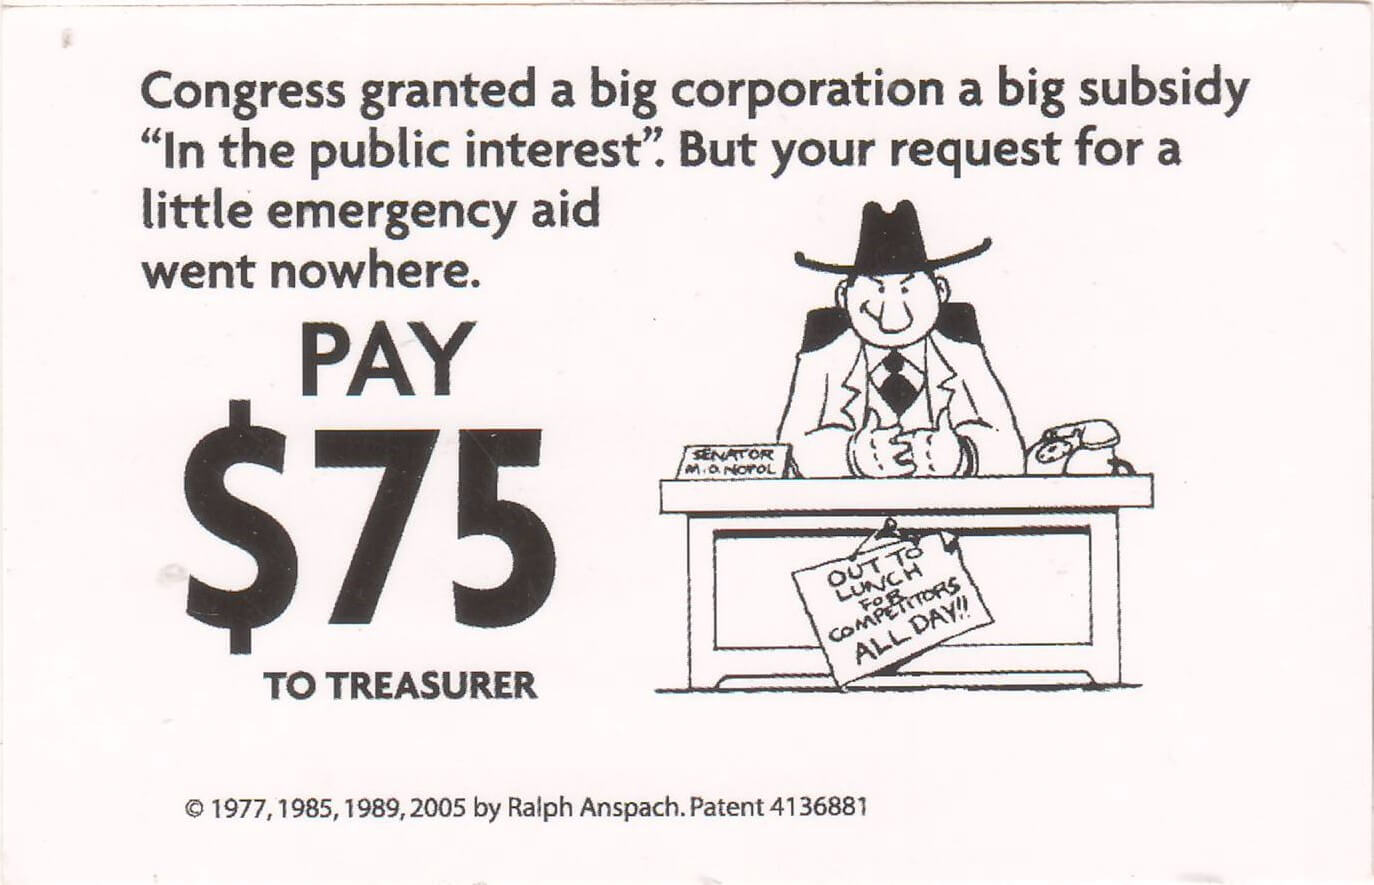 Congress granted a big corporation a big subsidy
“In the public interest”. But your request for a
little emergency aid
went nowhere.
PAY
$75
TO TREASURER
SENATOR
M.O.NOPOL
OUT TO
LUNCH
FOR
COMPETITORS
ALL DAY!!
© 1977, 1985, 1989, 2005 by Ralph Anspach. Patent 4136881